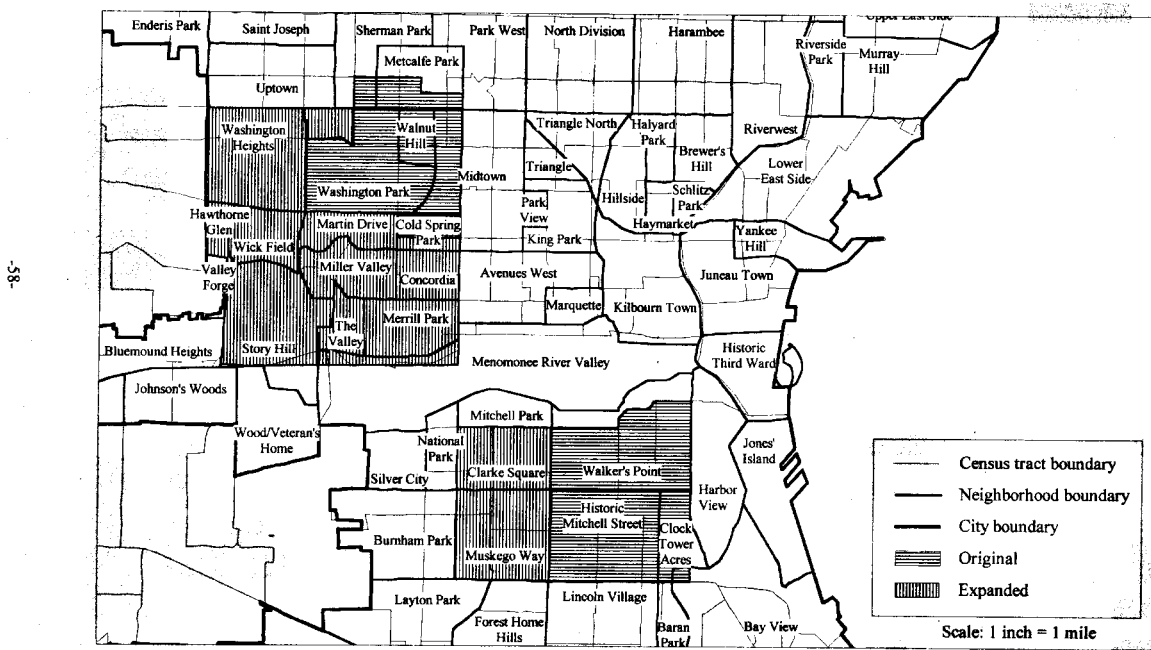 Enderis Park
Saint Joseph
Sherman Park
Park West
North Division
Harambee
Upper East Side
Riverside
Park
Murray
Hill
Metcalfe Park
Uptown
Washington
Heights
Walnut
Hill
Triangle North
Halyard
Park
Riverwest
Brewer's
Hill
Triangle
Midtown
Lower
East Side
Washington Park
Hillside
Schlitz
Park
Park
View
Hawthorne
Glen
Martin Drive
Cold Spring
Park
Haymarket
Yankee
Hill
Wick Field
King Park
Valley
Forge
Miller Valley
Concordia
Avenues West
Juneau Town
-58-
Marquette
Kilbourn Town
The
Valley
Merrill Park
Bluemound Heights
Story Hill
Menomonee River Valley
Historic
Third Ward
Johnson's Woods
Mitchell Park
Wood/Veteran's
Home
National
Park
Clarke Square
Walker's Point
Jones'
Island
Silver City
Harbor
View
Historic
Mitchell Street
Clock
Tower
Acres
Burnham Park
Muskego Way
Layton Park
Lincoln Village
Forest Home
Hills
Baran
Park
Bay View
Census tract boundary
Neighborhood boundary
City boundary
Original
Expanded
Scale: 1 inch = 1 mile